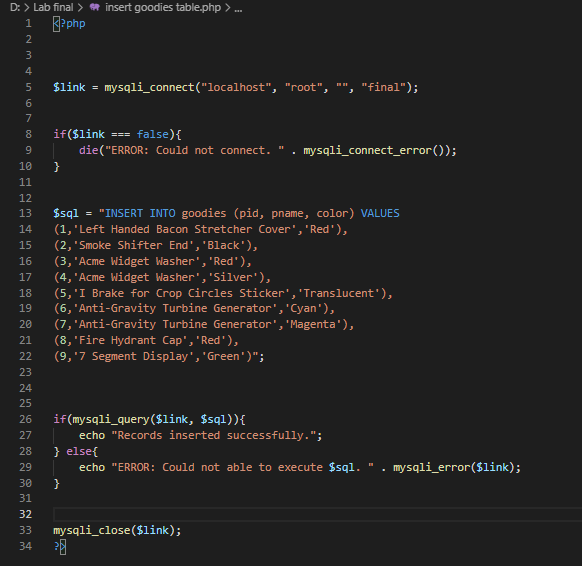 D: > Lab final > insert goodies table.php > ...
1 <?php
2
3
4
5 $link = mysqli_connect("localhost", "root", "", "final");
6
7
8 if($link === false){
9 die("ERROR: Could not connect. " . mysqli_connect_error());
10 }
11
12
13 $sql = "INSERT INTO goodies (pid, pname, color) VALUES
14 (1,'Left Handed Bacon Stretcher Cover','Red'),
15 (2,'Smoke Shifter End','Black'),
16 (3,'Acme Widget Washer','Red'),
17 (4,'Acme Widget Washer','Silver'),
18 (5,'I Brake for Crop Circles Sticker','Translucent'),
19 (6,'Anti-Gravity Turbine Generator','Cyan'),
20 (7,'Anti-Gravity Turbine Generator','Magenta'),
21 (8,'Fire Hydrant Cap','Red'),
22 (9,'7 Segment Display','Green')";
23
24
25
26 if(mysqli_query($link, $sql)){
27 echo "Records inserted successfully.";
28 } else{
29 echo "ERROR: Could not able to execute $sql. " . mysqli_error($link);
30 }
31
32
33 mysqli_close($link);
34 ?>